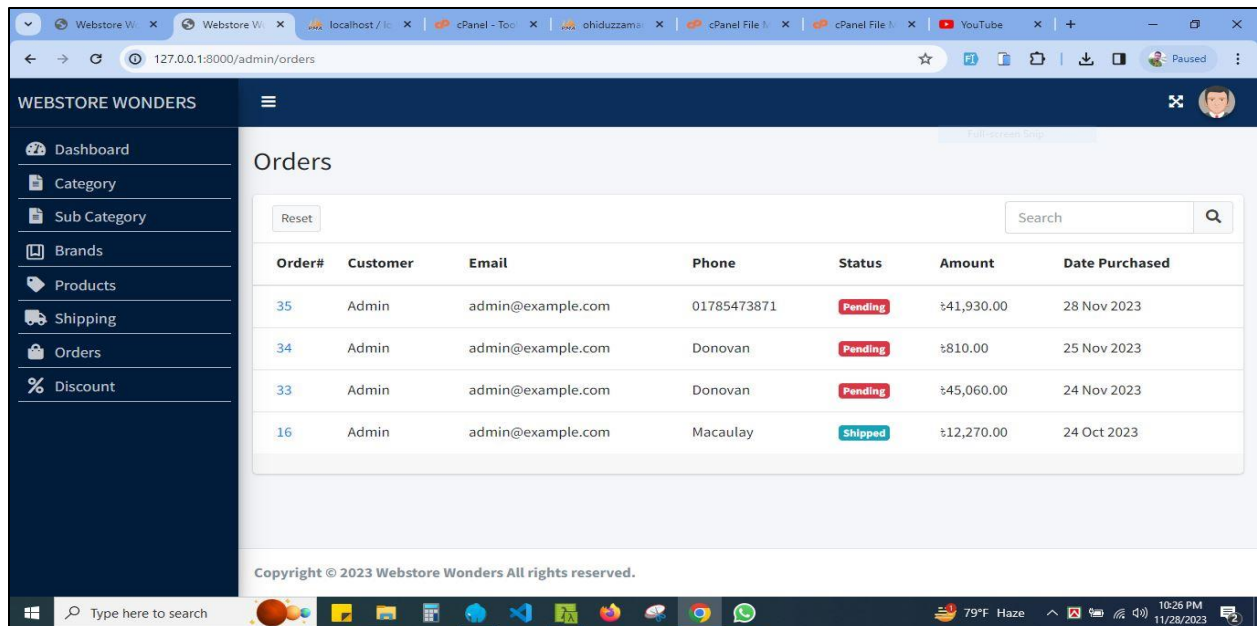 Webstore W
Webstore W
localhost / lo
cPanel - Too
ohiduzzama
cPanel File M
cPanel File M
YouTube
127.0.0.1:8000/admin/orders
Paused
WEBSTORE WONDERS
Full-screen Snip
Dashboard
Category
Sub Category
Brands
Products
Shipping
Orders
Discount
Orders
Reset
Search
Order# Customer Email Phone Status Amount Date Purchased
35 Admin admin@example.com 01785473871 Pending ৳41,930.00 28 Nov 2023
34 Admin admin@example.com Donovan Pending ৳810.00 25 Nov 2023
33 Admin admin@example.com Donovan Pending ৳45,060.00 24 Nov 2023
16 Admin admin@example.com Macaulay Shipped ৳12,270.00 24 Oct 2023
Copyright © 2023 Webstore Wonders All rights reserved.
Type here to search
79°F Haze
10:26 PM
11/28/2023
2